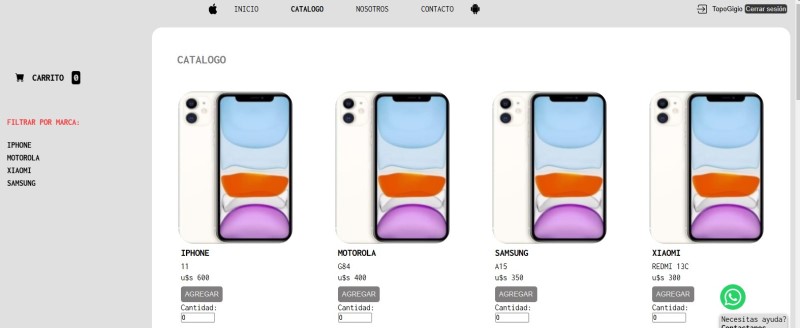 INICIO CATALOGO NOSOTROS CONTACTO TopoGigio Cerrar sesión
CATALOGO
CARRITO 0
FILTRAR POR MARCA:
IPHONE
MOTOROLA
XIAOMI
SAMSUNG
IPHONE MOTOROLA SAMSUNG XIAOMI
11 G84 A15 REDMI 13C
u$s 600 u$s 400 u$s 350 u$s 300
AGREGAR AGREGAR AGREGAR AGREGAR
Cantidad: Cantidad: Cantidad: Cantidad:
0 0 0 0
Necesitas ayuda?
Contactanos